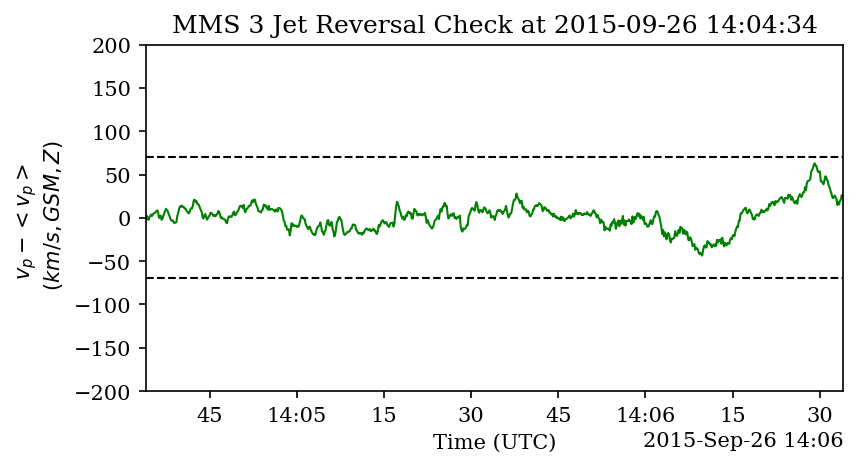 MMS 3 Jet Reversal Check at 2015-09-26 14:04:34
200
150
100
50
0
−50
−100
−150
−200
v_p − < v_p >
(km/s, GSM, Z)
45 14:05 15 30 45 14:06 15 30
Time (UTC)
2015-Sep-26 14:06